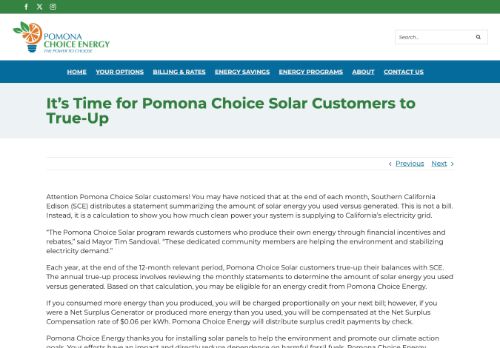 POMONA
CHOICE ENERGY
THE POWER TO CHOOSE
Search...
HOME YOUR OPTIONS BILLING & RATES ENERGY SAVINGS ENERGY PROGRAMS ABOUT CONTACT US
It’s Time for Pomona Choice Solar Customers to
True-Up
Previous Next
Attention Pomona Choice Solar customers! You may have noticed that at the end of each month, Southern California
Edison (SCE) distributes a statement summarizing the amount of solar energy you used versus generated. This is not a bill.
Instead, it is a calculation to show you how much clean power your system is supplying to California’s electricity grid.
“The Pomona Choice Solar program rewards customers who produce their own energy through financial incentives and
rebates,” said Mayor Tim Sandoval. “These dedicated community members are helping the environment and stabilizing
electricity demand.”
Each year, at the end of the 12-month relevant period, Pomona Choice Solar customers true-up their balances with SCE.
The annual true-up process involves reviewing the monthly statements to determine the amount of solar energy you used
versus generated. Based on that calculation, you may be eligible for an energy credit from Pomona Choice Energy.
If you consumed more energy than you produced, you will be charged proportionally on your next bill; however, if you
were a Net Surplus Generator or produced more energy than you used, you will be compensated at the Net Surplus
Compensation rate of $0.06 per kWh. Pomona Choice Energy will distribute surplus credit payments by check.
Pomona Choice Energy thanks you for installing solar panels to help the environment and promote our climate action
goals. Your efforts have an impact and directly reduce dependence on harmful fossil fuels. Pomona Choice Energy